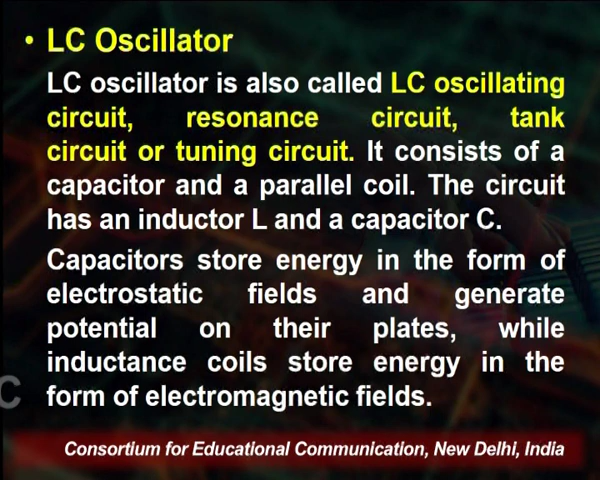 • LC Oscillator
LC oscillator is also called LC oscillating
circuit, resonance circuit, tank
circuit or tuning circuit. It consists of a
capacitor and a parallel coil. The circuit
has an inductor L and a capacitor C.
Capacitors store energy in the form of
electrostatic fields and generate
potential on their plates, while
inductance coils store energy in the
form of electromagnetic fields.
C
Consortium for Educational Communication, New Delhi, India